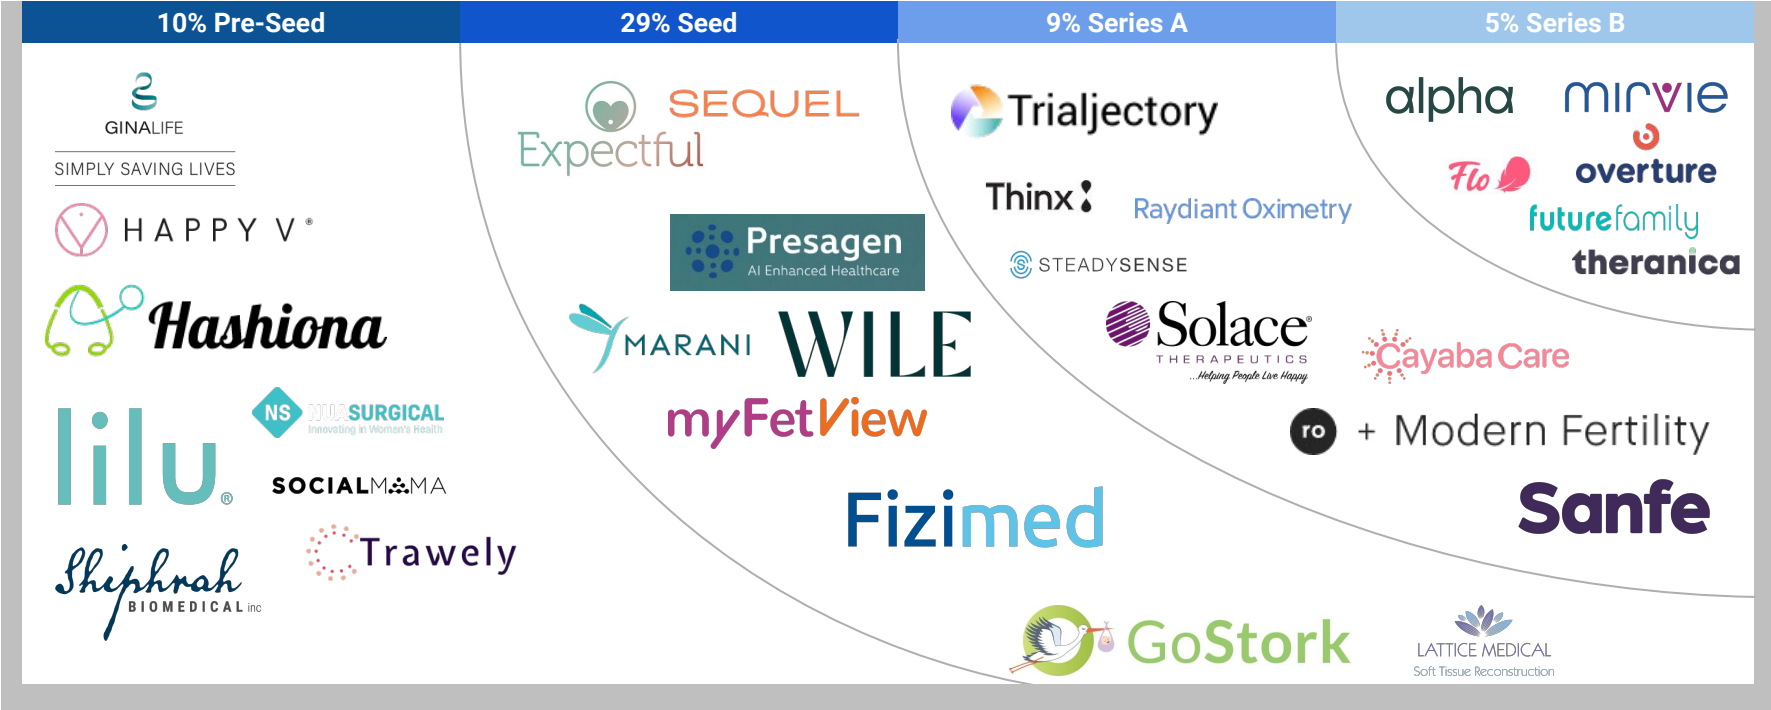 10% Pre-Seed
29% Seed
9% Series A
5% Series B
GINALIFE
SIMPLY SAVING LIVES
HAPPY V®
Hashiona
lilu®
NS NUASURGICAL
Innovating in Women's Health
SOCIALMAMA
Trawely
Shiphrah
BIOMEDICAL inc
Expectful
SEQUEL
Presagen
AI Enhanced Healthcare
MARANI
WILE
myFetView
Fizimed
GoStork
LATTICE MEDICAL
Soft Tissue Reconstruction
Trialjectory
Thinx
Raydiant Oximetry
STEADYSENSE
Solace®
THERAPEUTICS
...Helping People Live Happy
Cayaba Care
ro + Modern Fertility
Sanfe
alpha
mirvie
Flo
overture
futurefamily
theranica